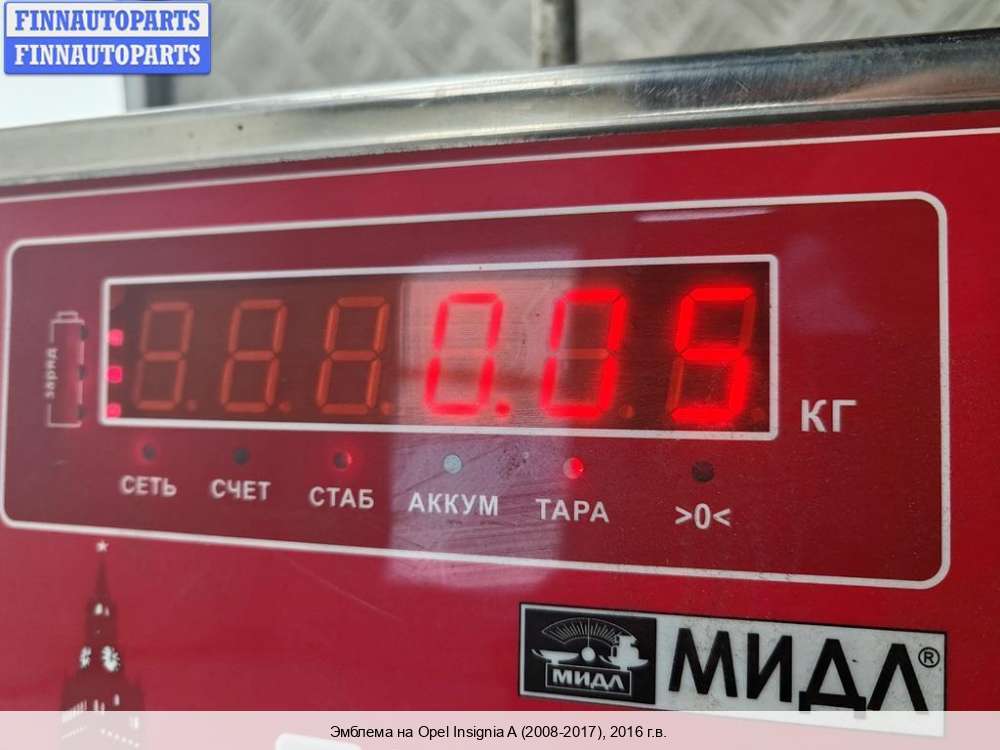 FINNAUTOPARTS
FINNAUTOPARTS
заряд
0.05
КГ
СЕТЬ СЧЕТ СТАБ АККУМ ТАРА >0<
МИДЛ
МИДЛ®
Эмблема на Opel Insignia A (2008-2017), 2016 г.в.